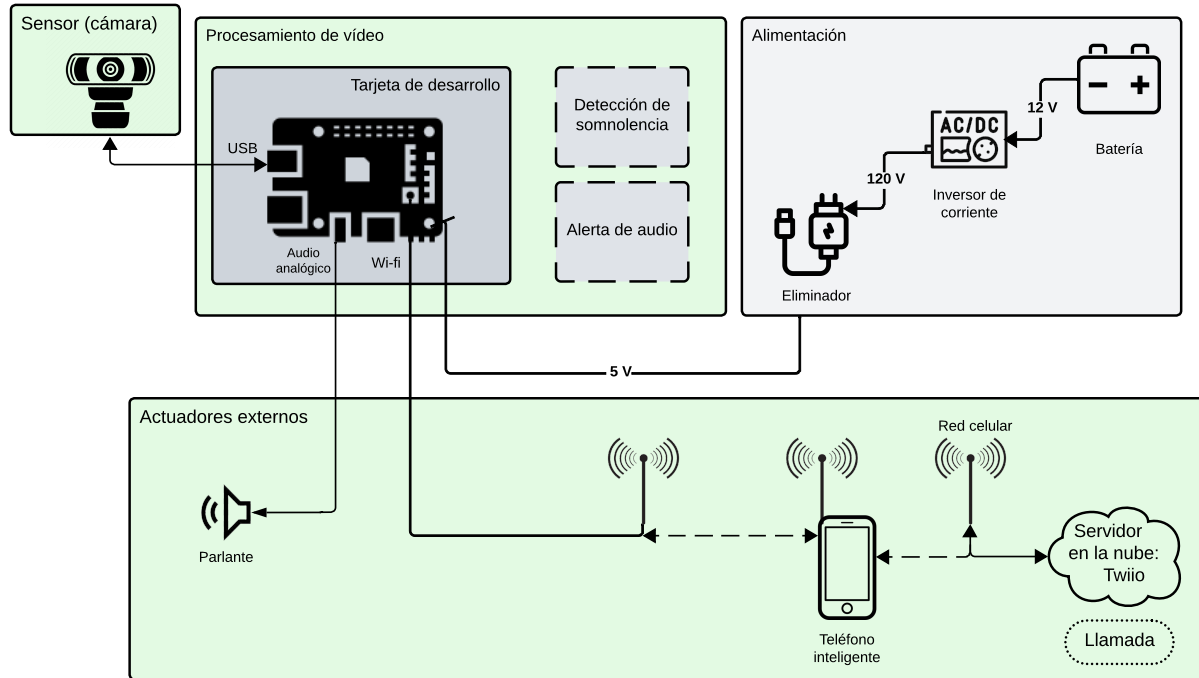 Sensor (cámara)
Procesamiento de vídeo
Tarjeta de desarrollo
USB
Audio
analógico
Wi-fi
Detección de
somnolencia
Alerta de audio
Alimentación
12 V
Batería
AC/DC
Inversor de
corriente
120 V
Eliminador
5 V
Actuadores externos
Parlante
Red celular
Teléfono
inteligente
Servidor
en la nube:
Twiio
Llamada